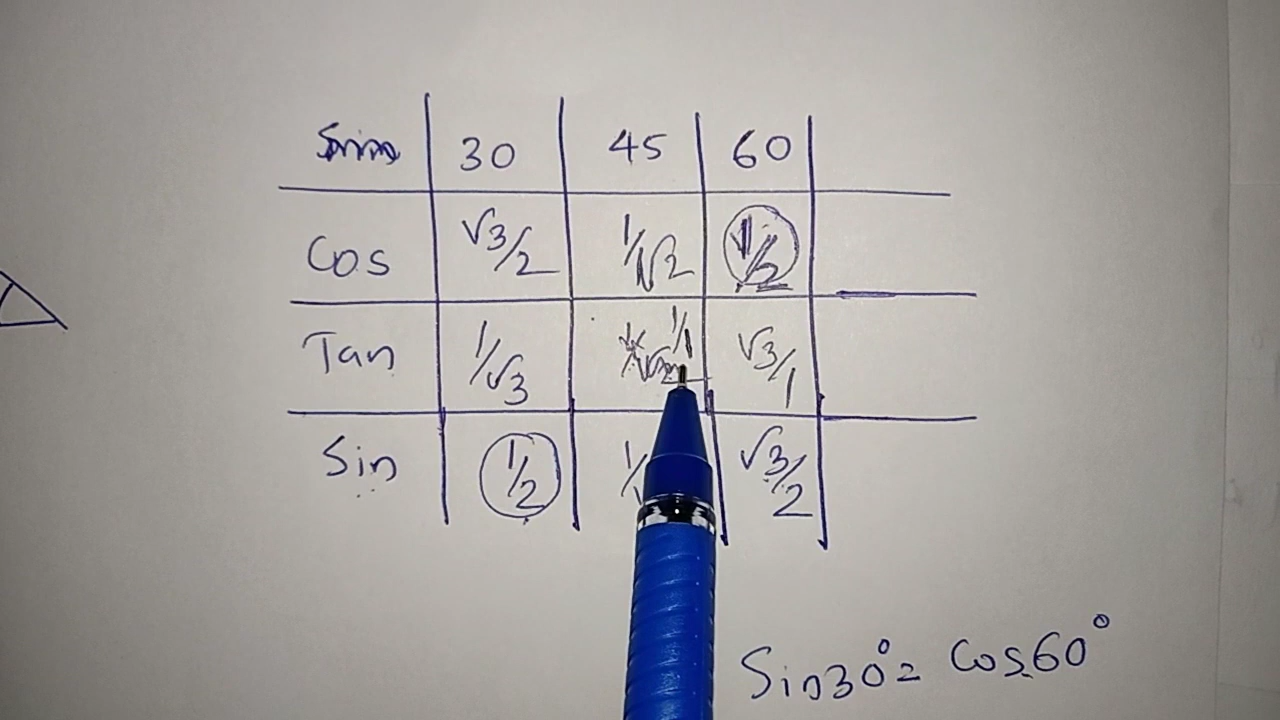 30 45 60
Cos √3/2 1/√2 1/2
Tan 1/√3 1/1 √3/1
Sin 1/2 √3/2
Sin30°= Cos60°